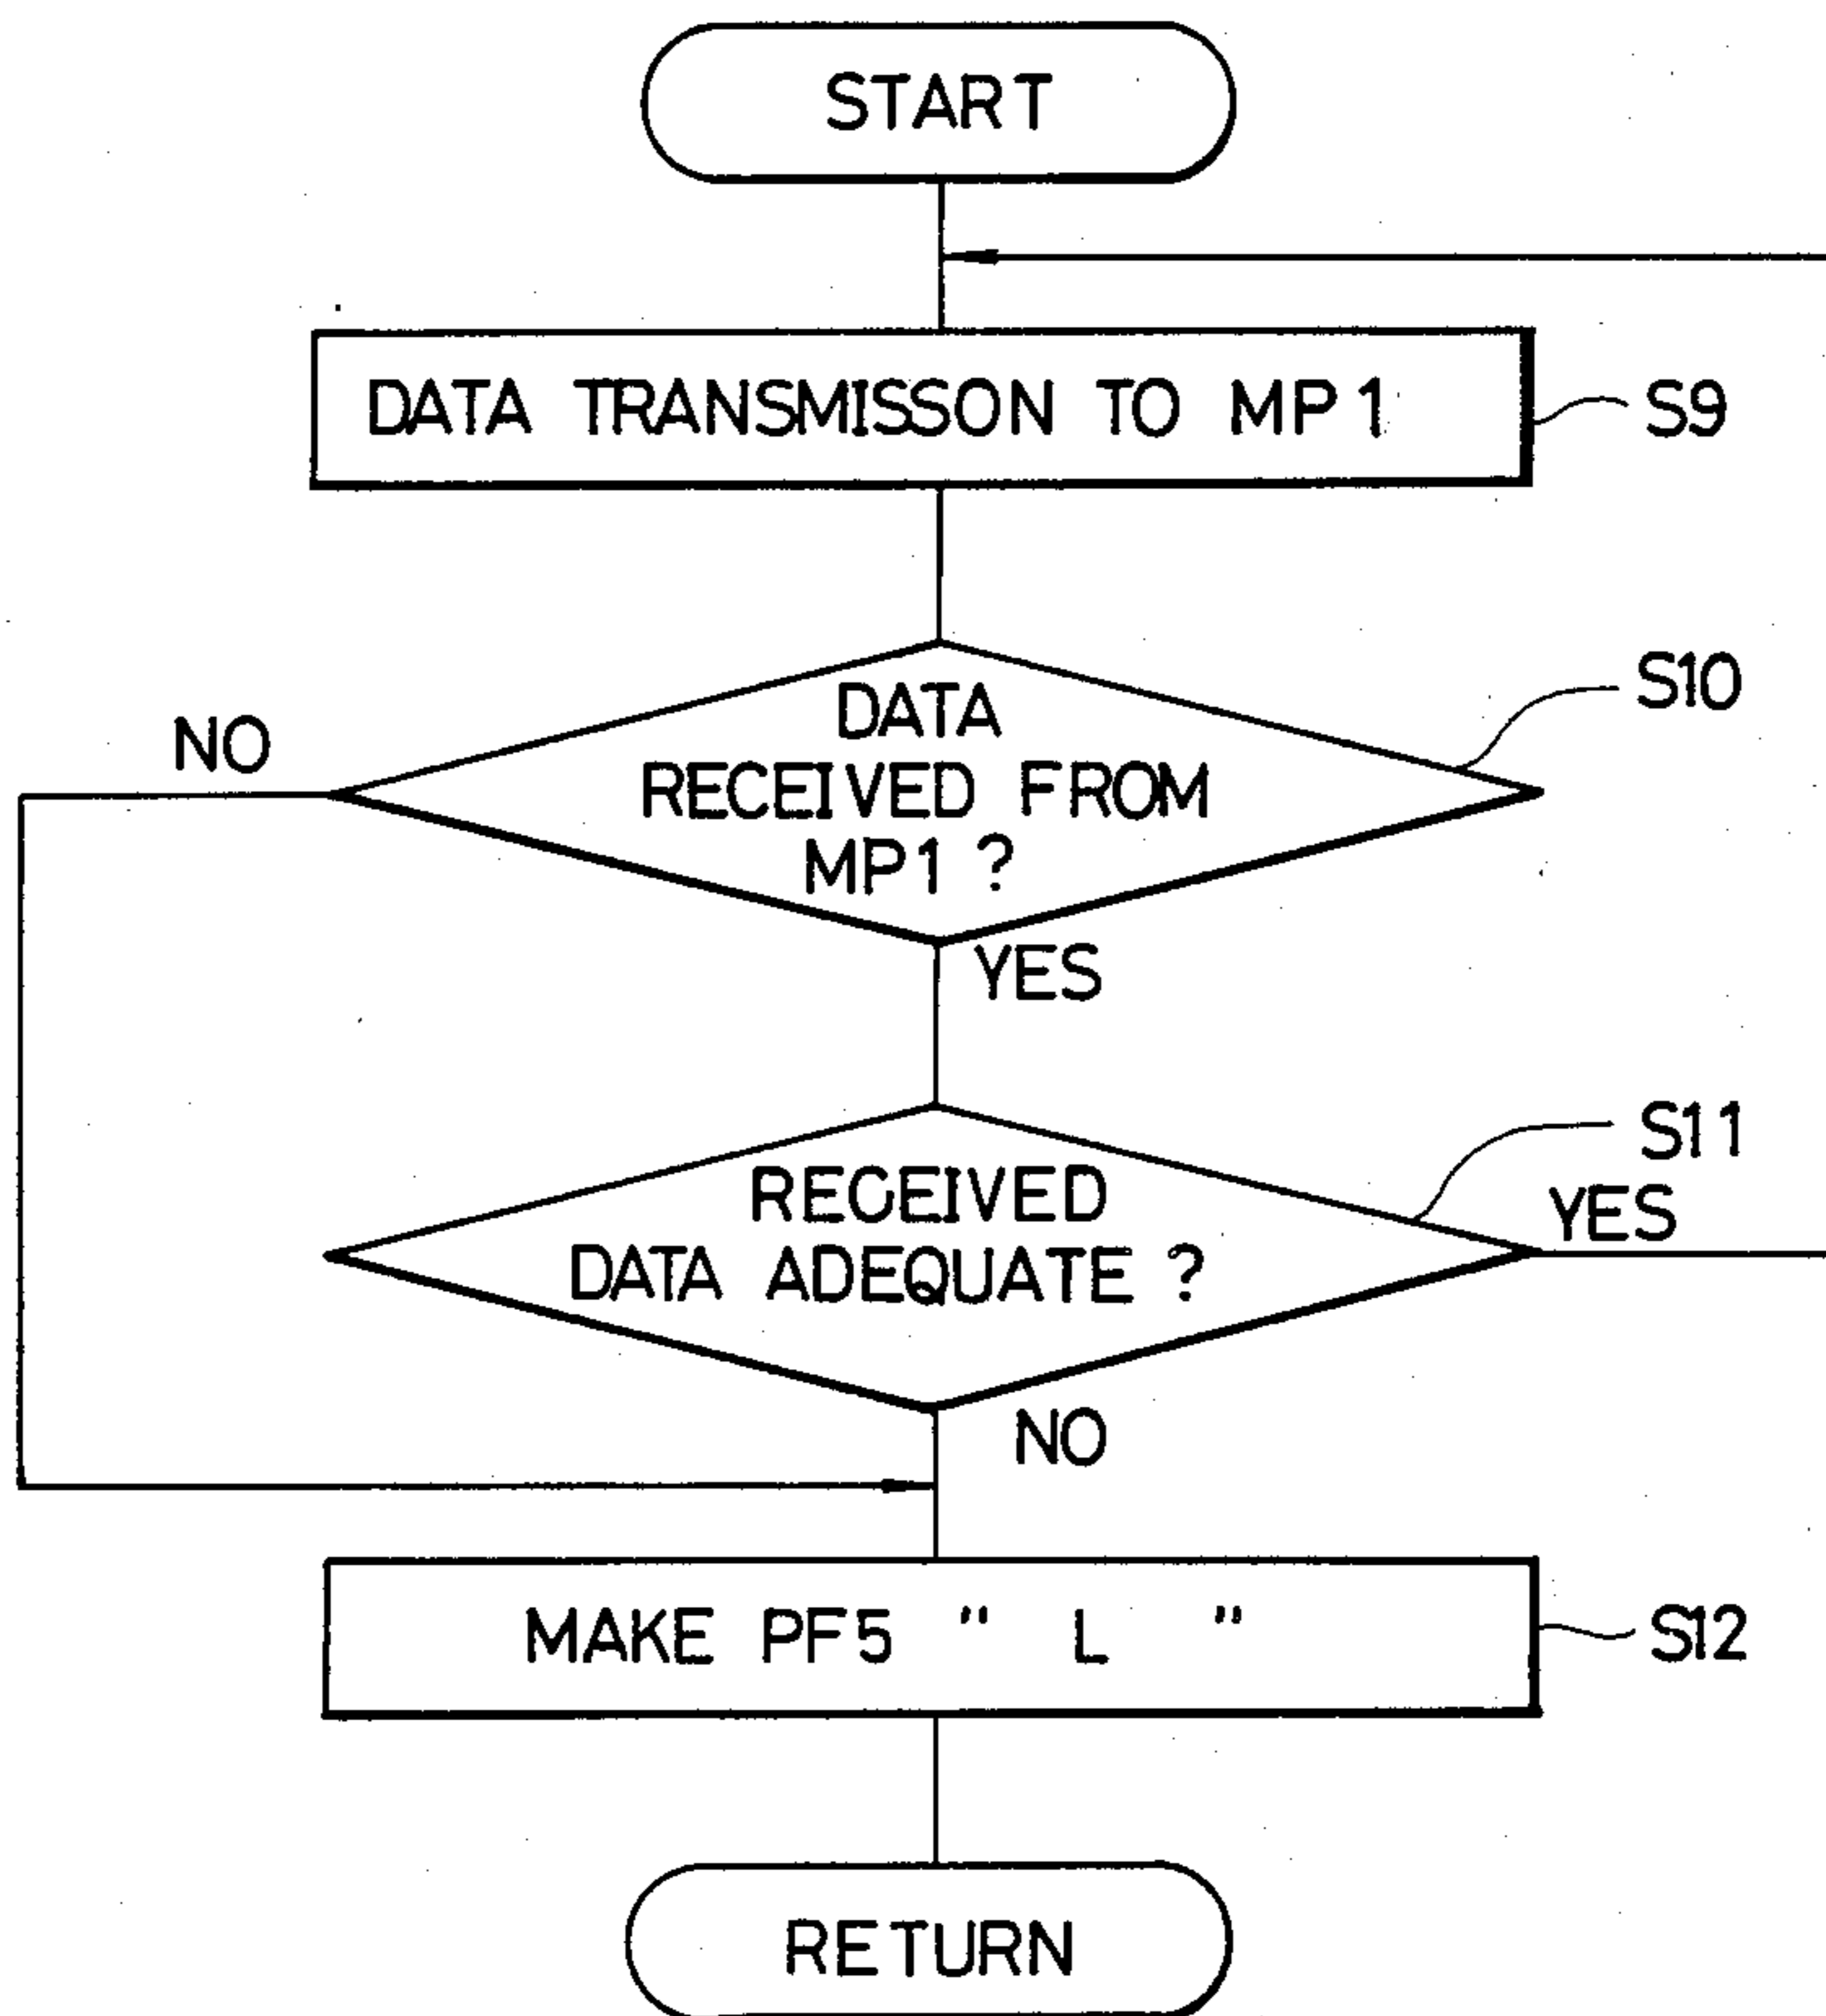 START
DATA TRANSMISSON TO MP1
S9
S10
DATA
NO
RECEIVED FROM
MP1 ?
YES
S11
RECEIVED
YES
DATA ADEQUATE ?
NO
MAKE PF5 " L "
S12
RETURN